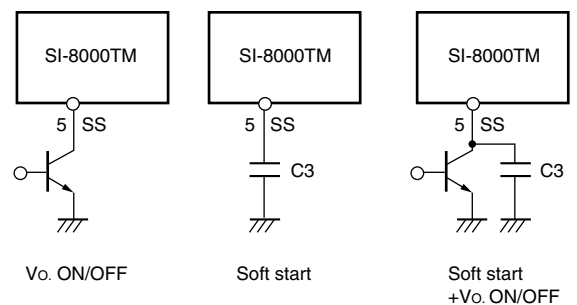 SI-8000TM
5 SS
VO. ON/OFF
SI-8000TM
5 SS
C3
Soft start
SI-8000TM
5 SS
C3
Soft start
+VO. ON/OFF